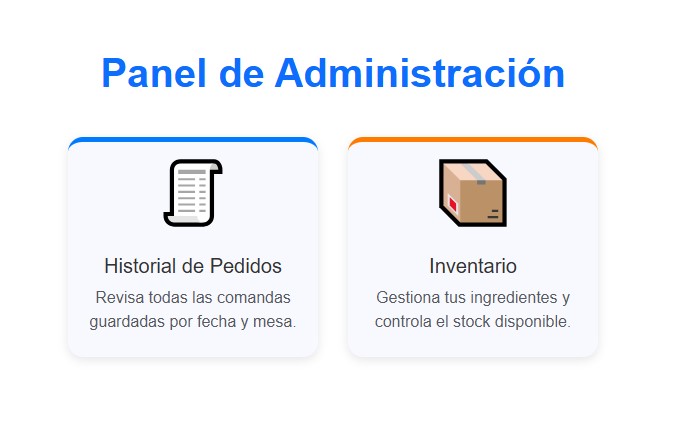 Panel de Administración
Historial de Pedidos
Revisa todas las comandas
guardadas por fecha y mesa.
Inventario
Gestiona tus ingredientes y
controla el stock disponible.